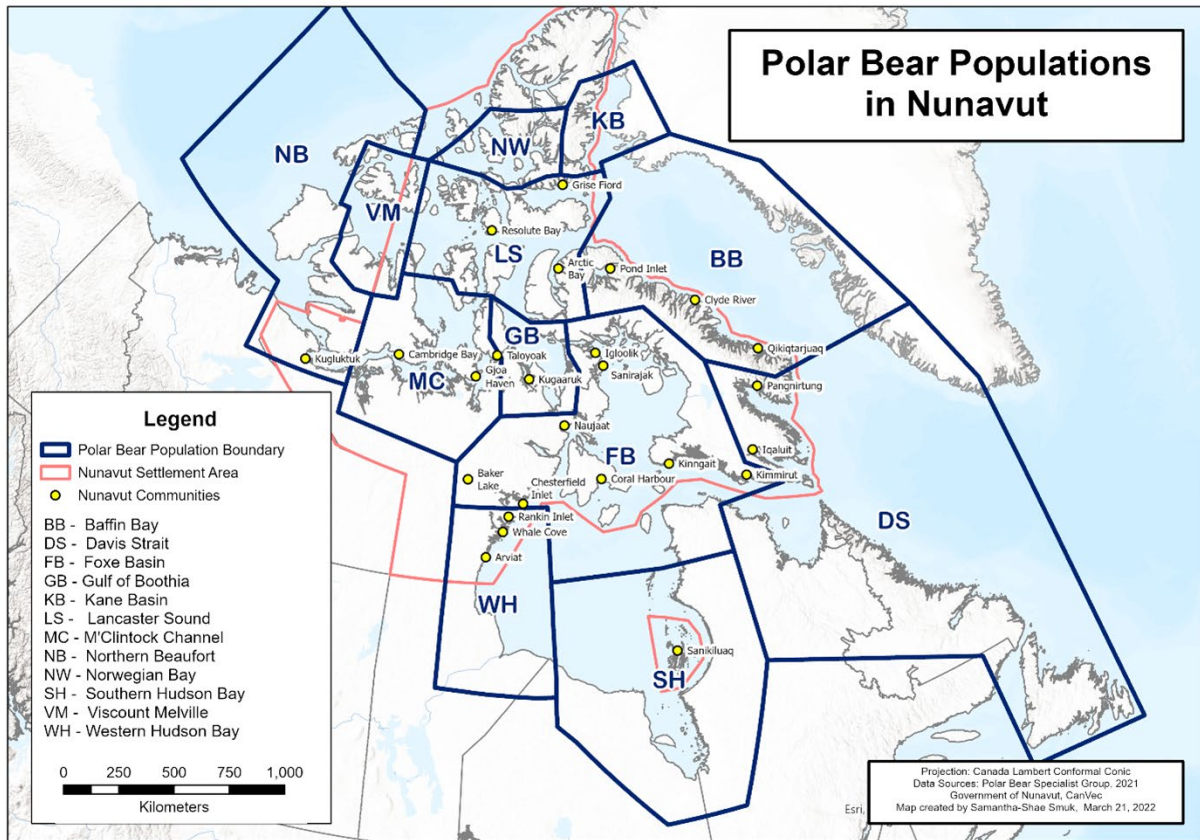 Polar Bear Populations
in Nunavut
KB
NW
NB
Grise Fiord
VM
Resolute Bay
LS
Arctic
Bay
Pond Inlet
BB
Clyde River
GB
Kugluktuk
Cambridge Bay
Taloyoak
Igloolik
Qikiqtarjuaq
MC
Gjoa
Haven
Kugaaruk
Sanirajak
Pangnirtung
Naujaat
FB
Iqaluit
Baker
Lake
Chesterfield
Inlet
Coral Harbour
Kinngait
Kimmirut
Rankin Inlet
Whale Cove
DS
Arviat
WH
Sanikiluaq
SH
Legend
Polar Bear Population Boundary
Nunavut Settlement Area
Nunavut Communities
BB - Baffin Bay
DS - Davis Strait
FB - Foxe Basin
GB - Gulf of Boothia
KB - Kane Basin
LS - Lancaster Sound
MC - M'Clintock Channel
NB - Northern Beaufort
NW - Norwegian Bay
SH - Southern Hudson Bay
VM - Viscount Melville
WH - Western Hudson Bay
0 250 500 750 1,000
Kilometers
Projection: Canada Lambert Conformal Conic
Data Sources: Polar Bear Specialist Group, 2021
Government of Nunavut, CanVec
Map created by Samantha-Shae Smuk, March 21, 2022
Esri,